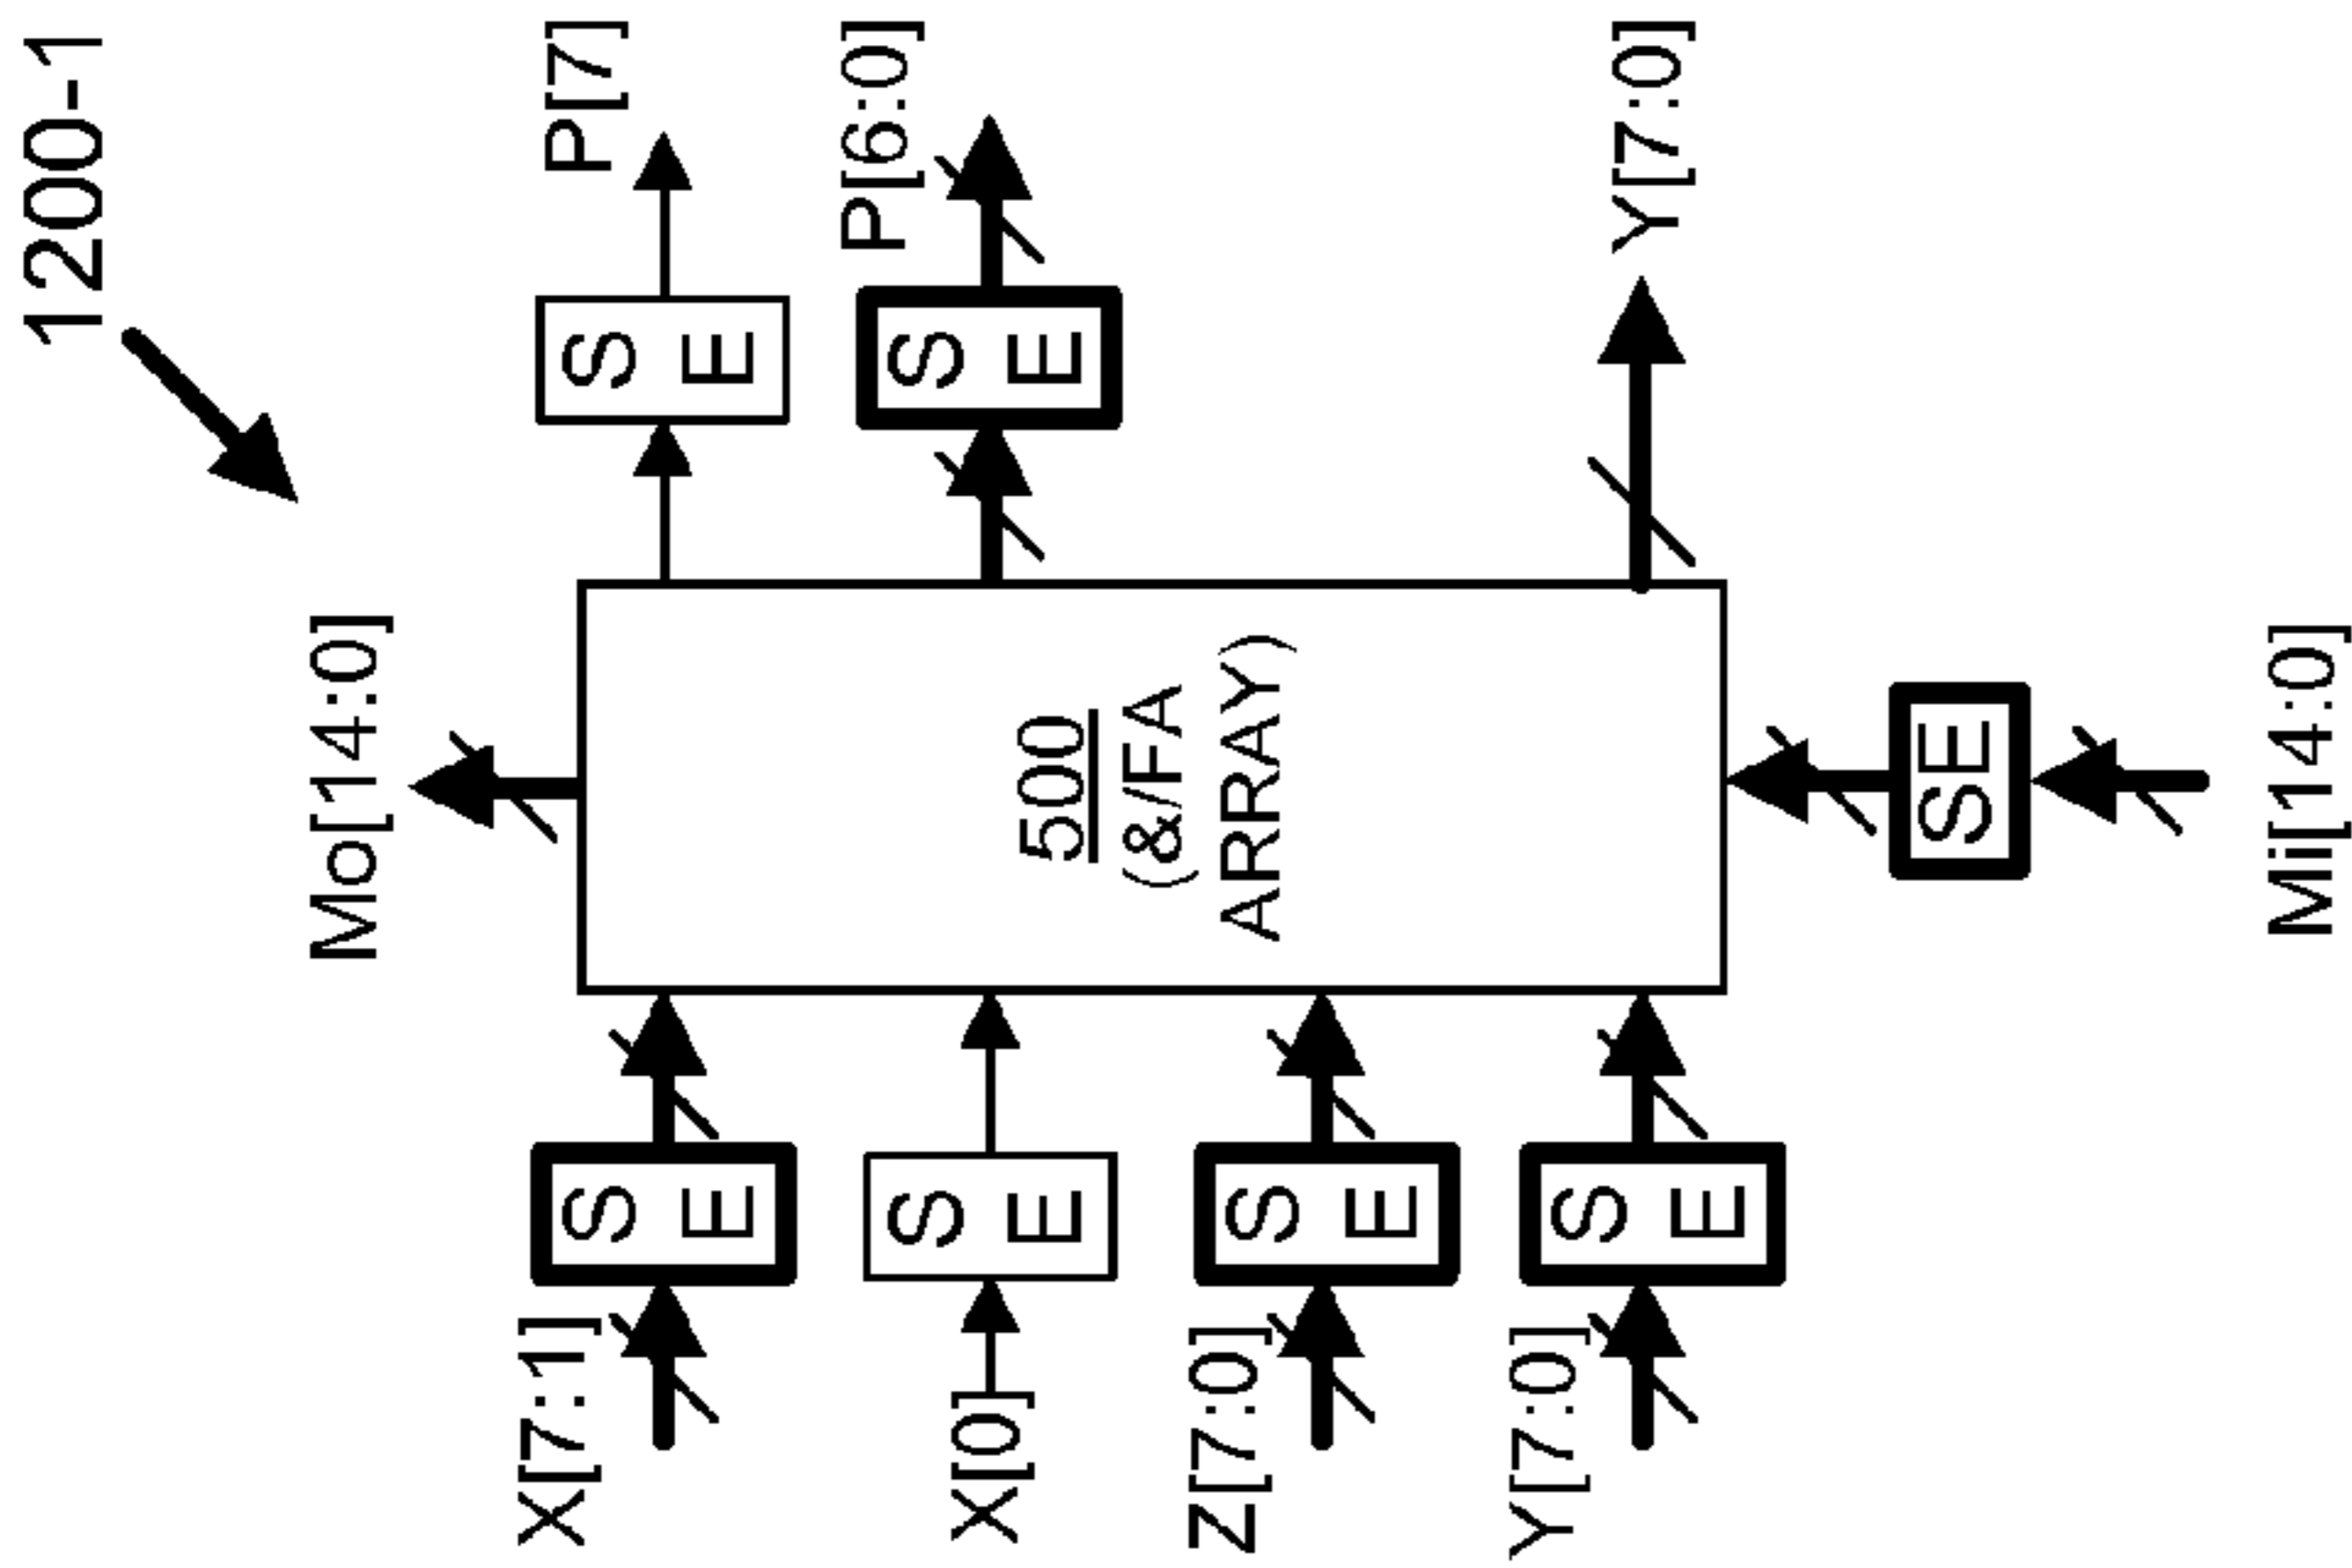 1200-1
Mo[14:0]
X[7:1]
S
E
S
E
P[7]
X[0]
S
E
S
E
P[6:0]
500
(&/FA
ARRAY)
Z[7:0]
S
E
Y[7:0]
S
E
Y[7:0]
SE
Mi[14:0]